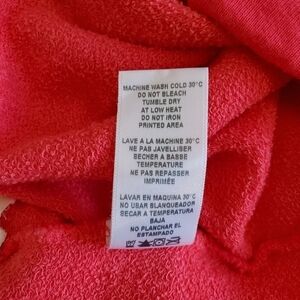 MACHINE WASH COLD 30°C
DO NOT BLEACH
TUMBLE DRY
AT LOW HEAT
DO NOT IRON
PRINTED AREA
LAVE A LA MACHINE 30°C
NE PAS JAVELLISER
SECHER A BASSE
TEMPERATURE
NE PAS REPASSER
IMPRIMÉE
LAVAR EN MAQUINA 30°C
NO USAR BLANQUEADOR
SECAR A TEMPERATURA
BAJA
NO PLANCHAR EL
ESTAMPADO